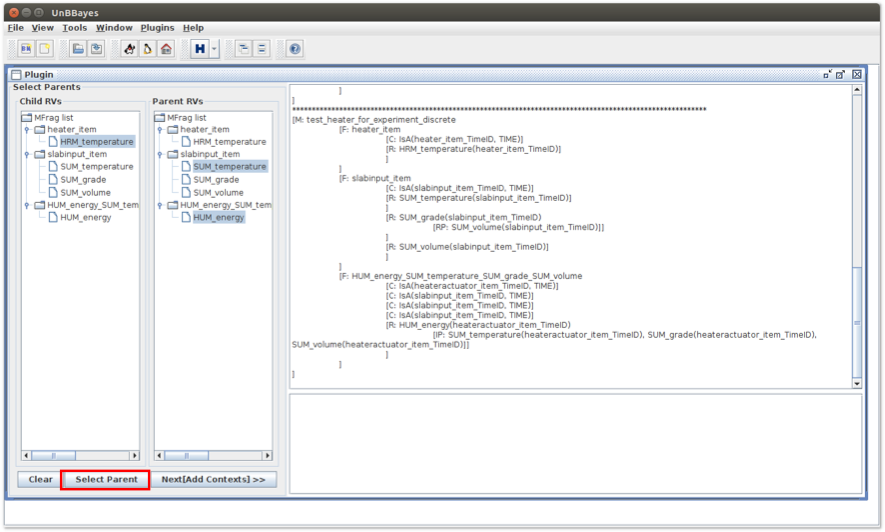 UnBBayes
File View Tools Window Plugins Help
Plugin
Select Parents
Child RVs
MFrag list
heater_item
HRM_temperature
slabinput_item
SUM_temperature
SUM_grade
SUM_volume
HUM_energy_SUM_tem
HUM_energy
Parent RVs
MFrag list
heater_item
HRM_temperature
slabinput_item
SUM_temperature
SUM_grade
SUM_volume
HUM_energy_SUM_tem
HUM_energy
Clear Select Parent Next[Add Contexts] >>
]
]
****************************************************************************************************
[M: test_heater_for_experiment_discrete
[F: heater_item
[C: IsA(heater_item_TimeID, TIME)]
[R: HRM_temperature(heater_item_TimeID)]
]
]
[F: slabinput_item
[C: IsA(slabinput_item_TimeID, TIME)]
[R: SUM_temperature(slabinput_item_TimeID)]
]
[R: SUM_grade(slabinput_item_TimeID)
[RP: SUM_volume(slabinput_item_TimeID)]]
]
[R: SUM_volume(slabinput_item_TimeID)]
]
]
[F: HUM_energy_SUM_temperature_SUM_grade_SUM_volume
[C: IsA(heateractuator_item_TimeID, TIME)]
[C: IsA(slabinput_item_TimeID, TIME)]
[C: IsA(slabinput_item_TimeID, TIME)]
[C: IsA(slabinput_item_TimeID, TIME)]
[R: HUM_energy(heateractuator_item_TimeID)
[IP: SUM_temperature(heateractuator_item_TimeID), SUM_grade(heateractuator_item_TimeID),
SUM_volume(heateractuator_item_TimeID)]]
]
]
]